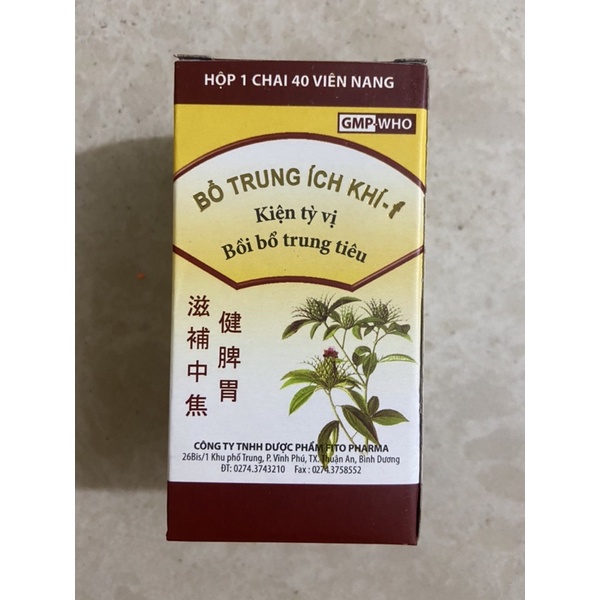 HỘP 1 CHAI 40 VIÊN NANG
GMP-WHO
BỔ TRUNG ÍCH KHÍ-f
Kiện tỳ vị
Bồi bổ trung tiêu
健脾胃
滋補中焦
CÔNG TY TNHH DƯỢC PHẨM FITO PHARMA
26Bis/1 Khu phố Trung, P. Vĩnh Phú, TX. Thuận An, Bình Dương
ĐT: 0274.3743210 Fax : 0274.3758552